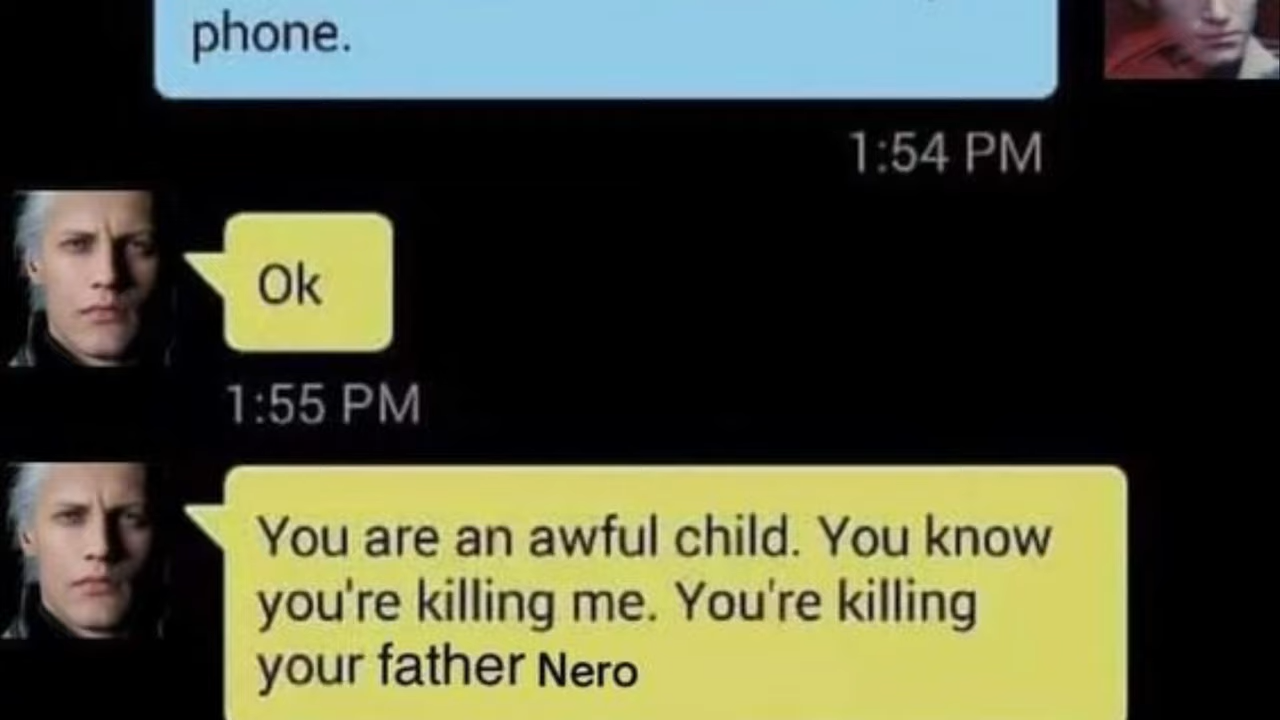 phone.
1:54 PM
Ok
1:55 PM
You are an awful child. You know
you're killing me. You're killing
your father Nero